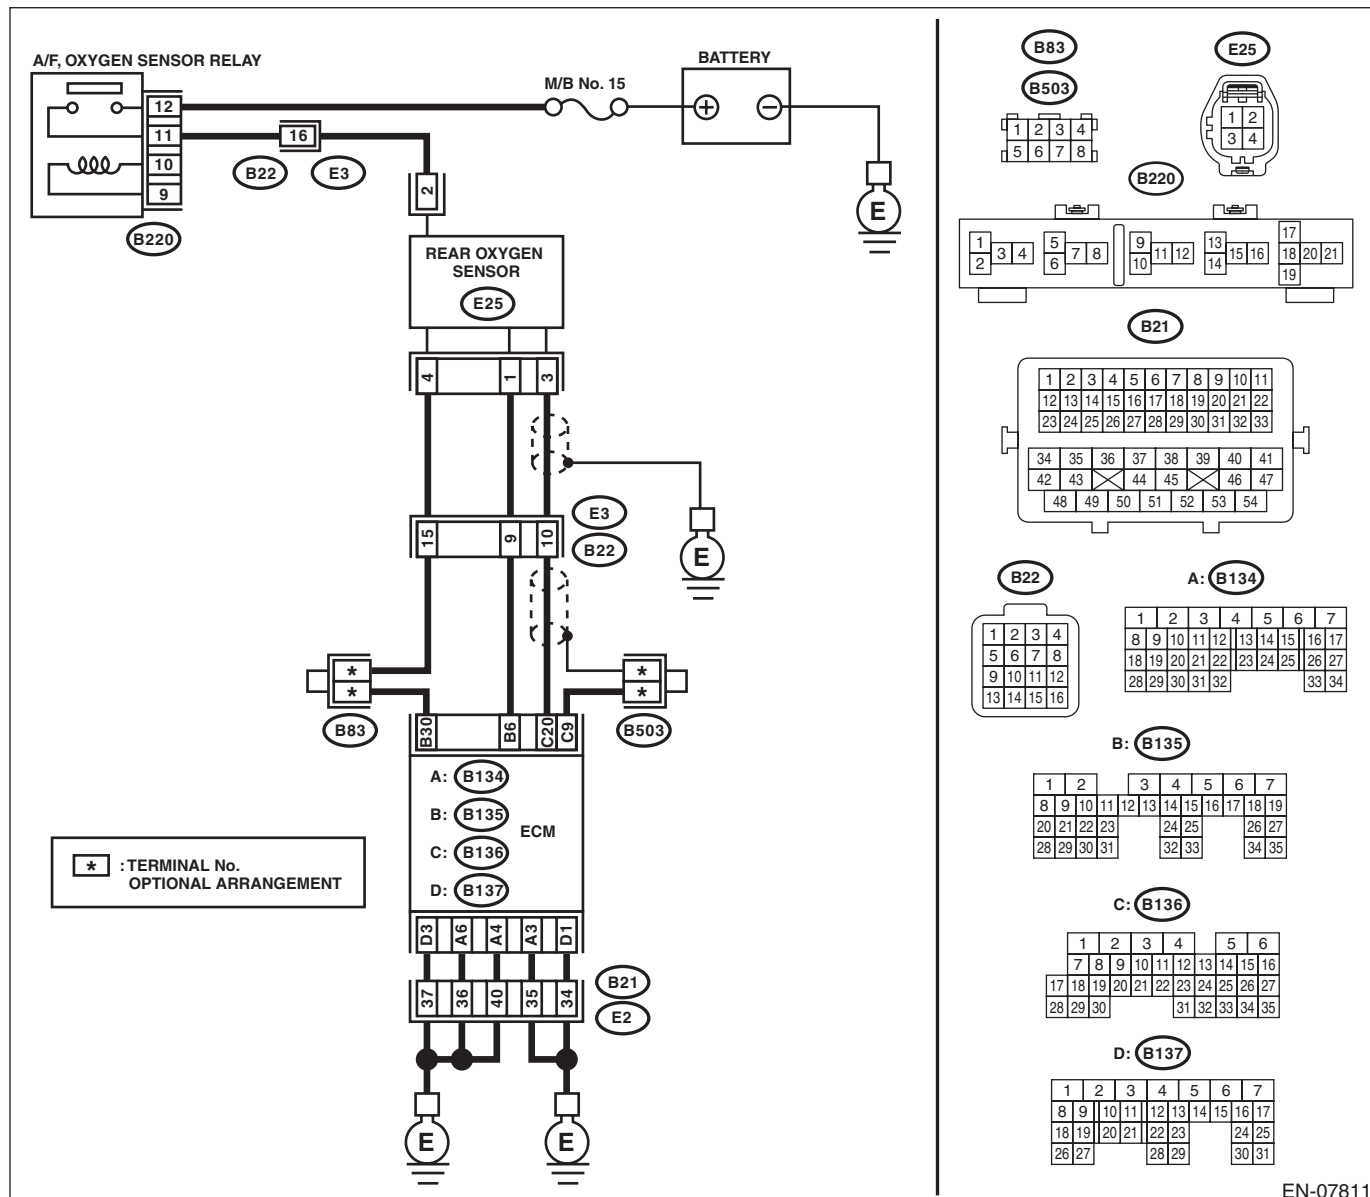 A/F, OXYGEN SENSOR RELAY
BATTERY
M/B No. 15
12
11
10
9
16
B22
E3
B220
2
E
REAR OXYGEN
SENSOR
E25
4 1 3
E3
B22
15 9 10
E
* *
B83
* *
B503
B30 B6 C20 C9
A: B134
B: B135
C: B136
D: B137
ECM
* : TERMINAL No.
OPTIONAL ARRANGEMENT
D3 A6 A4 A3 D1
37 36 40 35 34
B21
E2
E E
B83
B503
1 2 3 4
5 6 7 8
E25
1 2
3 4
B220
1 2 3 4
5 6 7 8
9 10 11 12
13 14 15 16
17 18 19 20 21
B21
1 2 3 4 5 6 7 8 9 10 11
12 13 14 15 16 17 18 19 20 21 22
23 24 25 26 27 28 29 30 31 32 33
34 35 36 37 38 39 40 41
42 43 44 45 46 47
48 49 50 51 52 53 54
B22
1 2 3 4
5 6 7 8
9 10 11 12
13 14 15 16
A: B134
1 2 3 4 5 6 7
8 9 10 11 12 13 14 15 16 17
18 19 20 21 22 23 24 25 26 27
28 29 30 31 32 33 34
B: B135
1 2 3 4 5 6 7
8 9 10 11 12 13 14 15 16 17 18 19
20 21 22 23 24 25 26 27
28 29 30 31 32 33 34 35
C: B136
1 2 3 4 5 6
7 8 9 10 11 12 13 14 15 16
17 18 19 20 21 22 23 24 25 26 27
28 29 30 31 32 33 34 35
D: B137
1 2 3 4 5 6 7
8 9 10 11 12 13 14 15 16 17
18 19 20 21 22 23 24 25
26 27 28 29 30 31
EN-07811